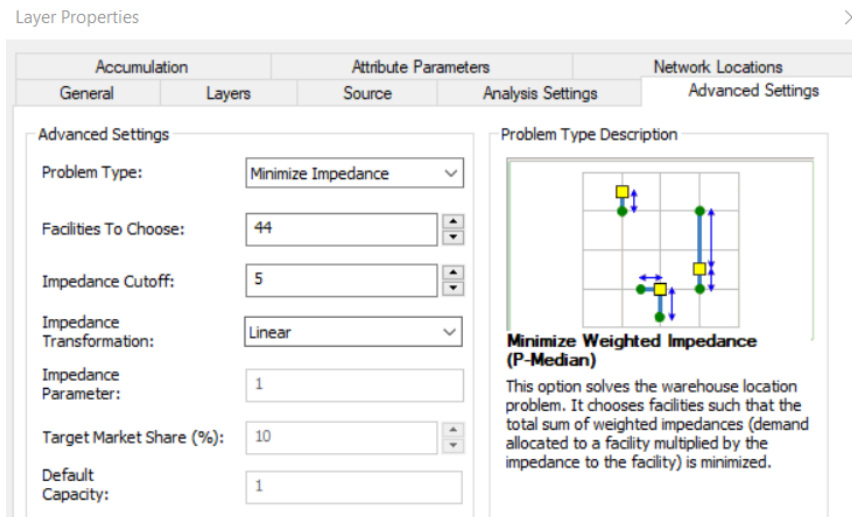 Layer Properties
Accumulation
Attribute Parameters
Network Locations
General
Layers
Source
Analysis Settings
Advanced Settings
Advanced Settings
Problem Type:
Minimize Impedance
Facilities To Choose:
44
Impedance Cutoff:
5
Impedance
Transformation:
Linear
Impedance
Parameter:
1
Target Market Share (%):
10
Default
Capacity:
1
Problem Type Description
Minimize Weighted Impedance
(P-Median)
This option solves the warehouse location
problem. It chooses facilities such that the
total sum of weighted impedances (demand
allocated to a facility multiplied by the
impedance to the facility) is minimized.